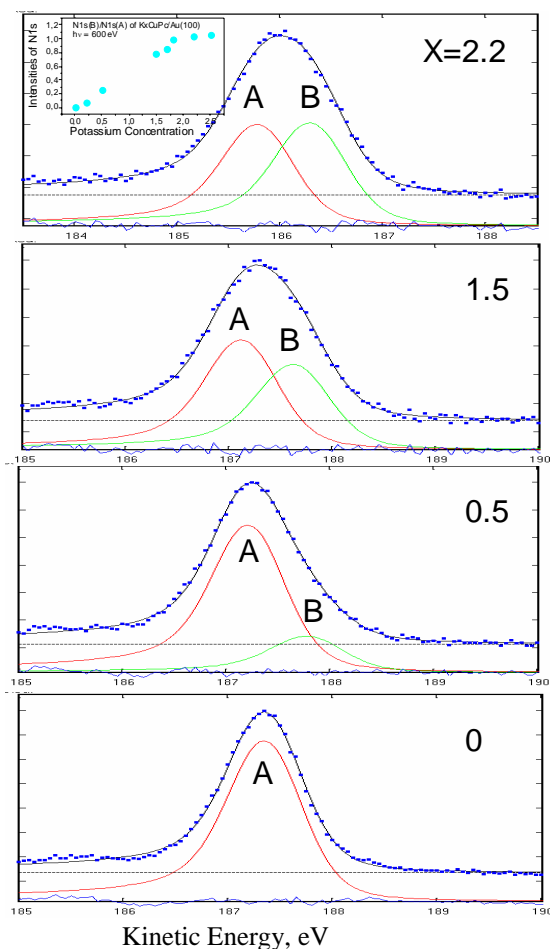 N1s(B)/N1s(A) of KxCuPc/Au(100)
hν = 600 eV
Intensities of N1s
1,2
1,0
0,8
0,6
0,4
0,2
0,0
0.0 0.5 1.0 1.5 2.0 2.5
Potassium Concentration
X=2.2
A B
184 185 186 187 188
1.5
A
B
185 186 187 188 189 190
0.5
A
B
185 186 187 188 189 190
0
A
185 186 187 188 189 190
Kinetic Energy, eV